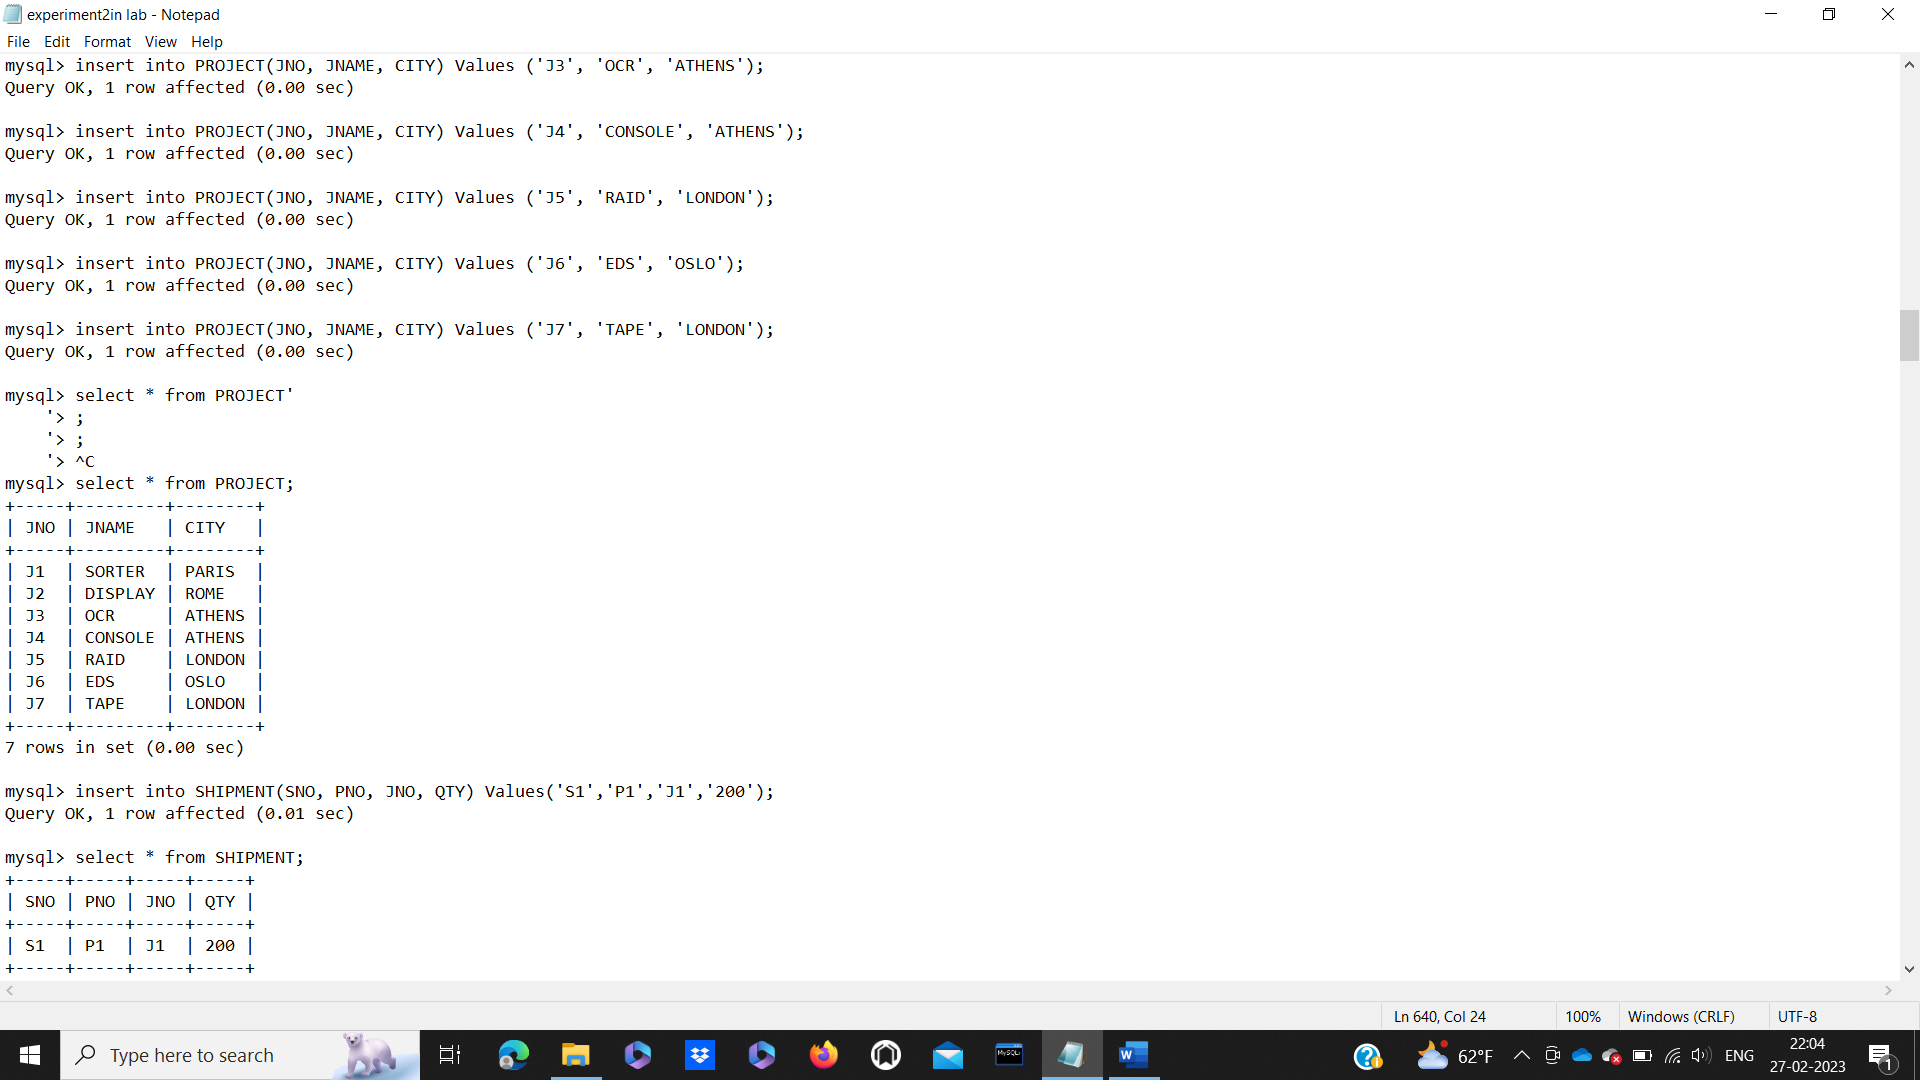 experiment2in lab - Notepad
File Edit Format View Help
mysql> insert into PROJECT(JNO, JNAME, CITY) Values ('J3', 'OCR', 'ATHENS');
Query OK, 1 row affected (0.00 sec)
mysql> insert into PROJECT(JNO, JNAME, CITY) Values ('J4', 'CONSOLE', 'ATHENS');
Query OK, 1 row affected (0.00 sec)
mysql> insert into PROJECT(JNO, JNAME, CITY) Values ('J5', 'RAID', 'LONDON');
Query OK, 1 row affected (0.00 sec)
mysql> insert into PROJECT(JNO, JNAME, CITY) Values ('J6', 'EDS', 'OSLO');
Query OK, 1 row affected (0.00 sec)
mysql> insert into PROJECT(JNO, JNAME, CITY) Values ('J7', 'TAPE', 'LONDON');
Query OK, 1 row affected (0.00 sec)
mysql> select * from PROJECT'
    '> ;
    '> ;
    '> ^C
mysql> select * from PROJECT;
+-----+---------+--------+
| JNO | JNAME   | CITY   |
+-----+---------+--------+
| J1  | SORTER  | PARIS  |
| J2  | DISPLAY | ROME   |
| J3  | OCR     | ATHENS |
| J4  | CONSOLE | ATHENS |
| J5  | RAID    | LONDON |
| J6  | EDS     | OSLO   |
| J7  | TAPE    | LONDON |
+-----+---------+--------+
7 rows in set (0.00 sec)
mysql> insert into SHIPMENT(SNO, PNO, JNO, QTY) Values('S1','P1','J1','200');
Query OK, 1 row affected (0.01 sec)
mysql> select * from SHIPMENT;
+-----+-----+-----+-----+
| SNO | PNO | JNO | QTY |
+-----+-----+-----+-----+
| S1  | P1  | J1  | 200 |
+-----+-----+-----+-----+
Ln 640, Col 24 100% Windows (CRLF) UTF-8
Type here to search
MySQL
W
62°F
ENG
22:04
27-02-2023
1